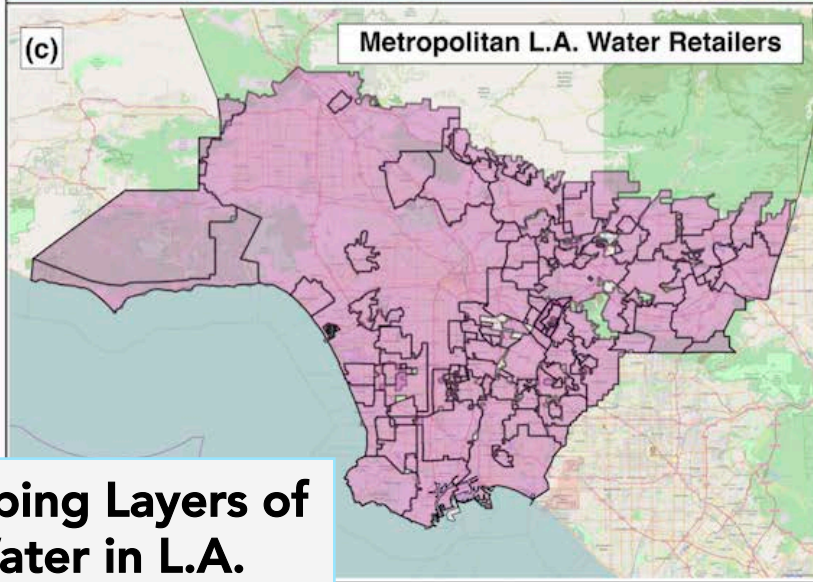 (c)
Metropolitan L.A. Water Retailers
ping Layers of
ater in L.A.